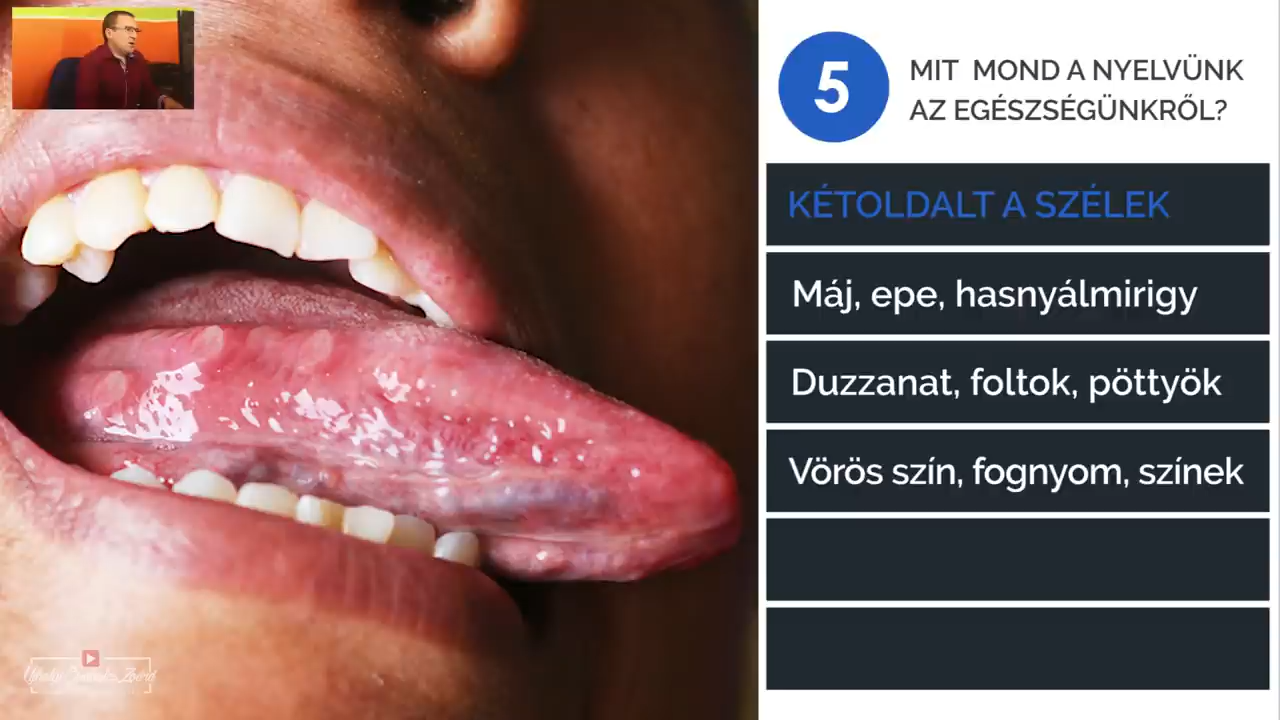 5
MIT MOND A NYELVÜNK
AZ EGÉSZSÉGÜNKRŐL?
KÉTOLDALT A SZÉLEK
Máj, epe, hasnyálmirigy
Duzzanat, foltok, pöttyök
Vörös szín, fognyom, színek